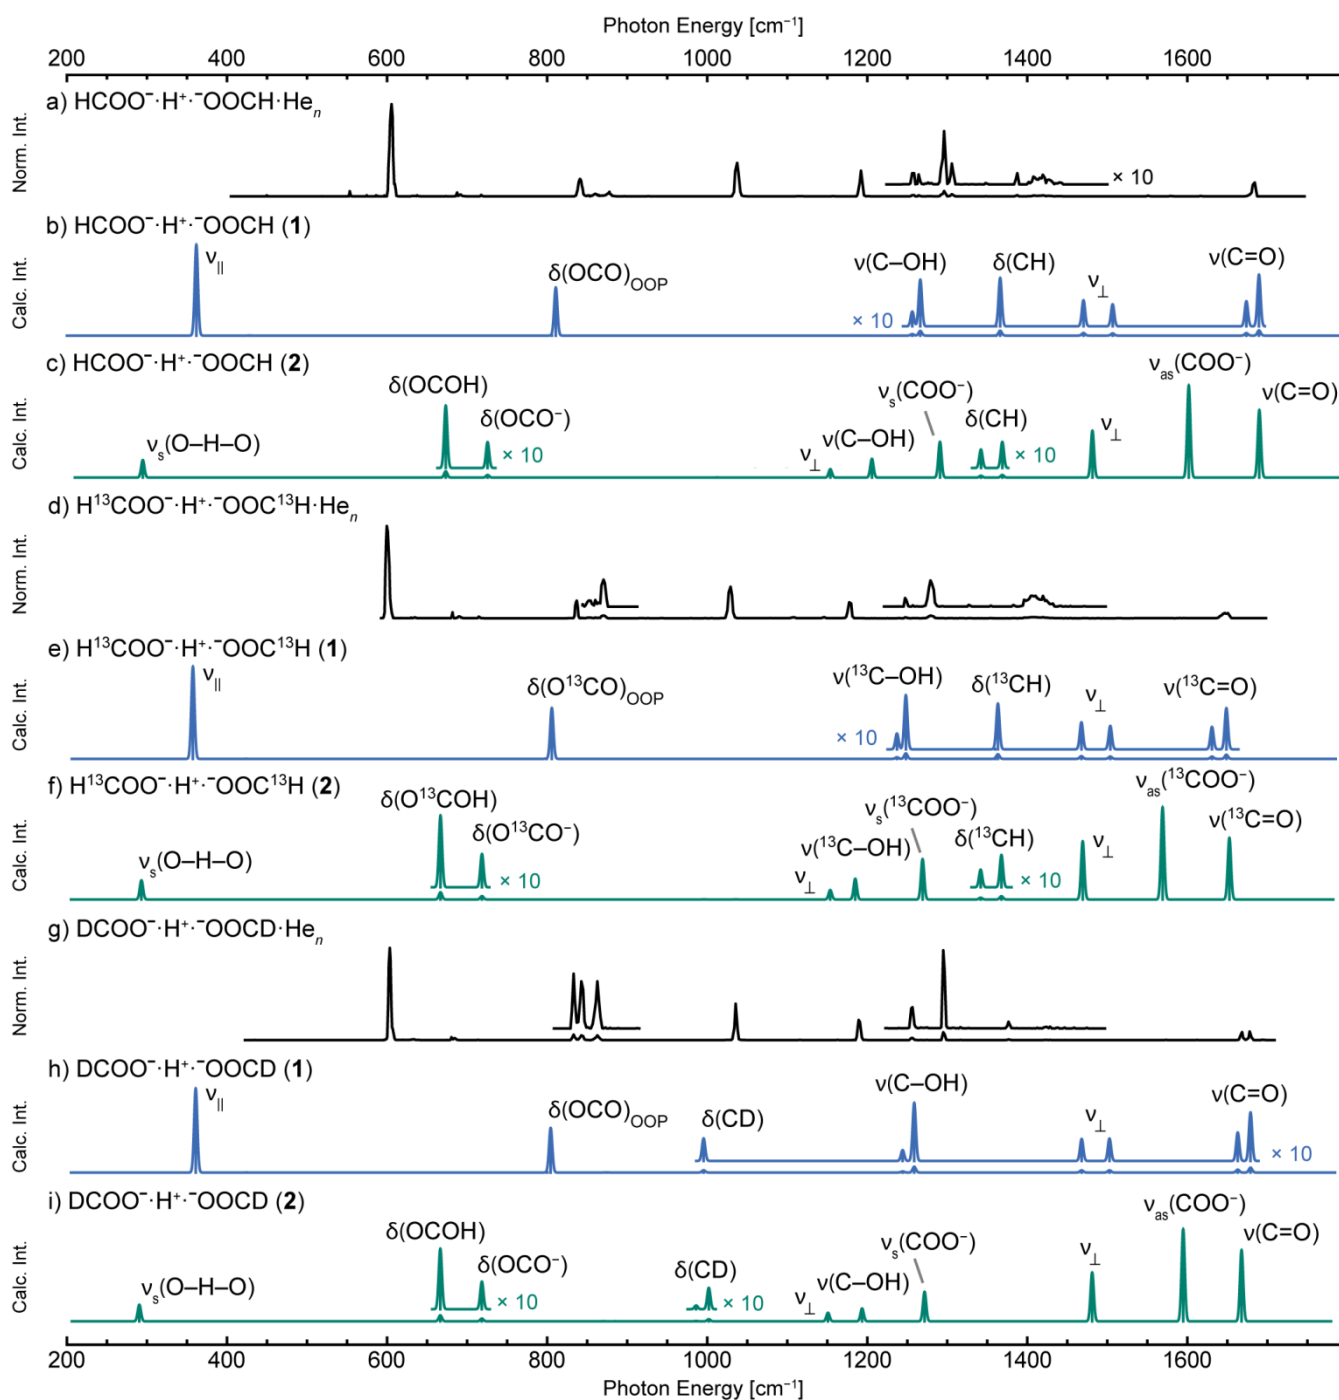 Photon Energy [cm⁻¹]
200 400 600 800 1000 1200 1400 1600
a) HCOO⁻·H⁺·⁻OOCH·Heₙ
Norm. Int.
× 10
b) HCOO⁻·H⁺·⁻OOCH (1)
Calc. Int.
ν||
δ(OCO)OOP
× 10
ν(C–OH)
δ(CH)
ν⊥
ν(C=O)
c) HCOO⁻·H⁺·⁻OOCH (2)
Calc. Int.
νs(O–H–O)
δ(OCOH)
δ(OCO⁻)
× 10
ν⊥
ν(C–OH)
νs(COO⁻)
δ(CH)
× 10
ν⊥
νas(COO⁻)
ν(C=O)
d) H¹³COO⁻·H⁺·⁻OOC¹³H·Heₙ
Norm. Int.
e) H¹³COO⁻·H⁺·⁻OOC¹³H (1)
Calc. Int.
ν||
δ(O¹³CO)OOP
× 10
ν(¹³C–OH)
δ(¹³CH)
ν⊥
ν(¹³C=O)
f) H¹³COO⁻·H⁺·⁻OOC¹³H (2)
Calc. Int.
νs(O–H–O)
δ(O¹³COH)
δ(O¹³CO⁻)
× 10
ν⊥
ν(¹³C–OH)
νs(¹³COO⁻)
δ(¹³CH)
× 10
ν⊥
νas(¹³COO⁻)
ν(¹³C=O)
g) DCOO⁻·H⁺·⁻OOCD·Heₙ
Norm. Int.
h) DCOO⁻·H⁺·⁻OOCD (1)
Calc. Int.
ν||
δ(OCO)OOP
δ(CD)
ν(C–OH)
ν⊥
ν(C=O)
× 10
i) DCOO⁻·H⁺·⁻OOCD (2)
Calc. Int.
νs(O–H–O)
δ(OCOH)
δ(OCO⁻)
× 10
δ(CD)
× 10
ν⊥
ν(C–OH)
νs(COO⁻)
ν⊥
νas(COO⁻)
ν(C=O)
200 400 600 800 1000 1200 1400 1600
Photon Energy [cm⁻¹]